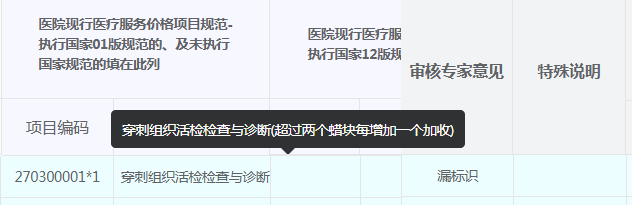 医院现行医疗服务价格项目规范-
执行国家01版规范的、及未执行
国家规范的填在此列
医院现行医疗服
执行国家12版规
审核专家意见
特殊说明
项目编码
穿刺组织活检检查与诊断(超过两个蜡块每增加一个加收)
270300001*1
穿刺组织活检检查与诊断
漏标识